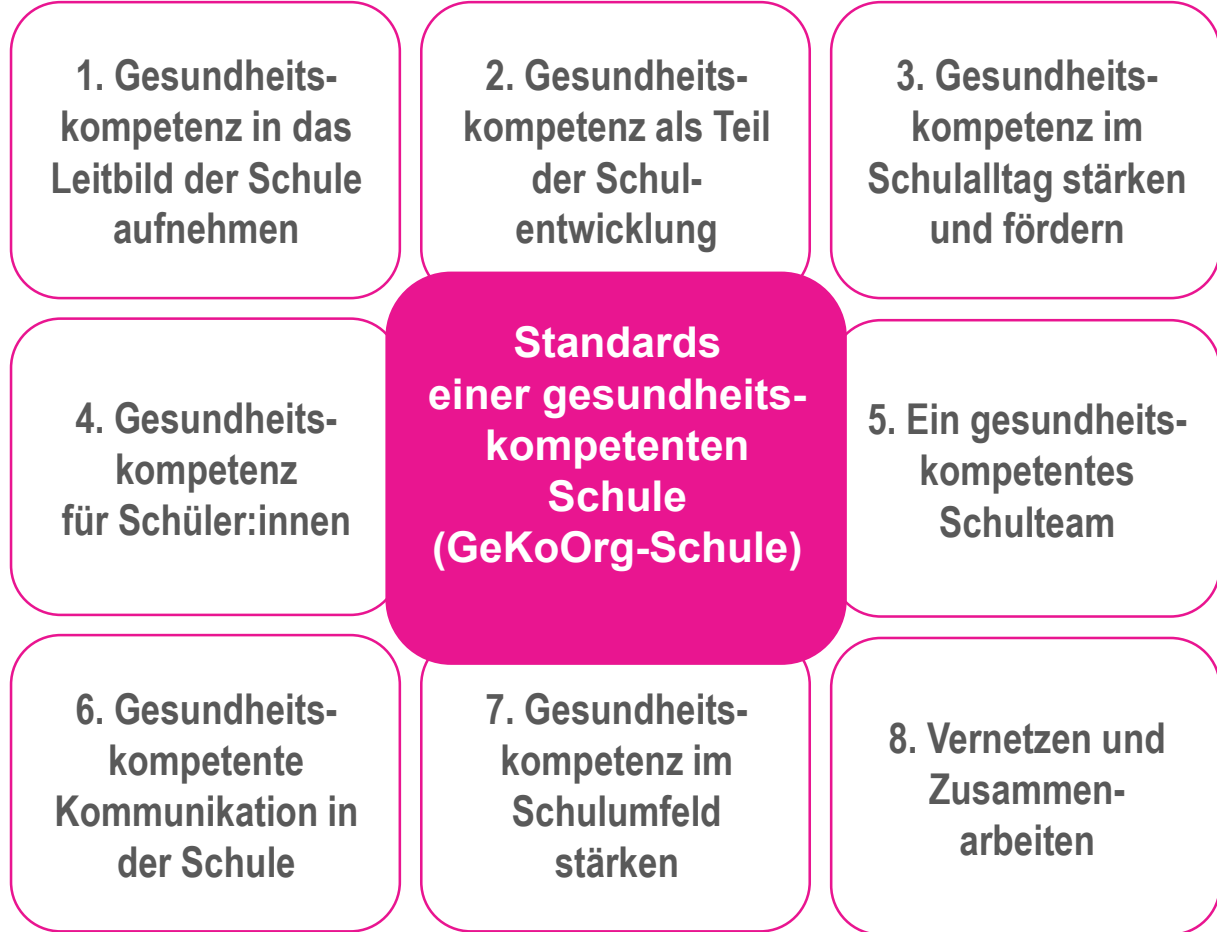 1. Gesundheits-
kompetenz in das
Leitbild der Schule
aufnehmen
2. Gesundheits-
kompetenz als Teil
der Schul-
entwicklung
3. Gesundheits-
kompetenz im
Schulalltag stärken
und fördern
4. Gesundheits-
kompetenz
für Schüler:innen
Standards
einer gesundheits-
kompetenten
Schule
(GeKoOrg-Schule)
5. Ein gesundheits-
kompetentes
Schulteam
6. Gesundheits-
kompetente
Kommunikation in
der Schule
7. Gesundheits-
kompetenz im
Schulumfeld
stärken
8. Vernetzen und
Zusammen-
arbeiten